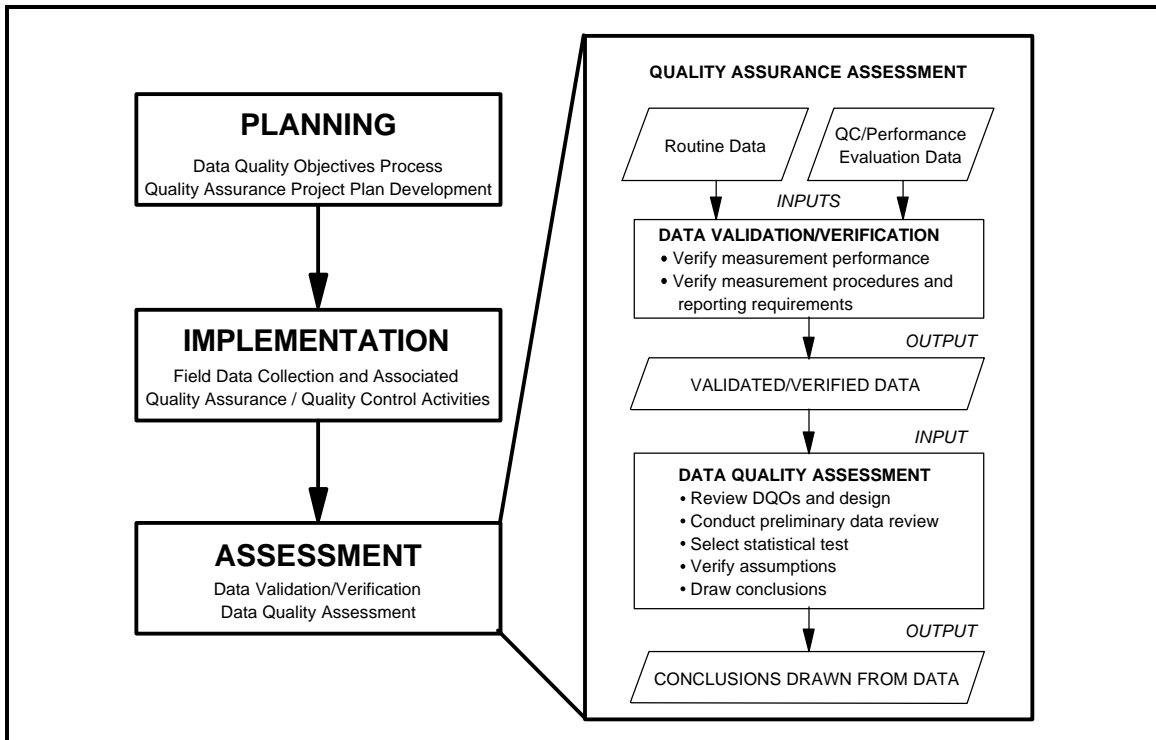 PLANNING
Data Quality Objectives Process
Quality Assurance Project Plan Development
IMPLEMENTATION
Field Data Collection and Associated
Quality Assurance / Quality Control Activities
ASSESSMENT
Data Validation/Verification
Data Quality Assessment
QUALITY ASSURANCE ASSESSMENT
Routine Data
QC/Performance
Evaluation Data
INPUTS
DATA VALIDATION/VERIFICATION
• Verify measurement performance
• Verify measurement procedures and
reporting requirements
OUTPUT
VALIDATED/VERIFIED DATA
INPUT
DATA QUALITY ASSESSMENT
• Review DQOs and design
• Conduct preliminary data review
• Select statistical test
• Verify assumptions
• Draw conclusions
OUTPUT
CONCLUSIONS DRAWN FROM DATA